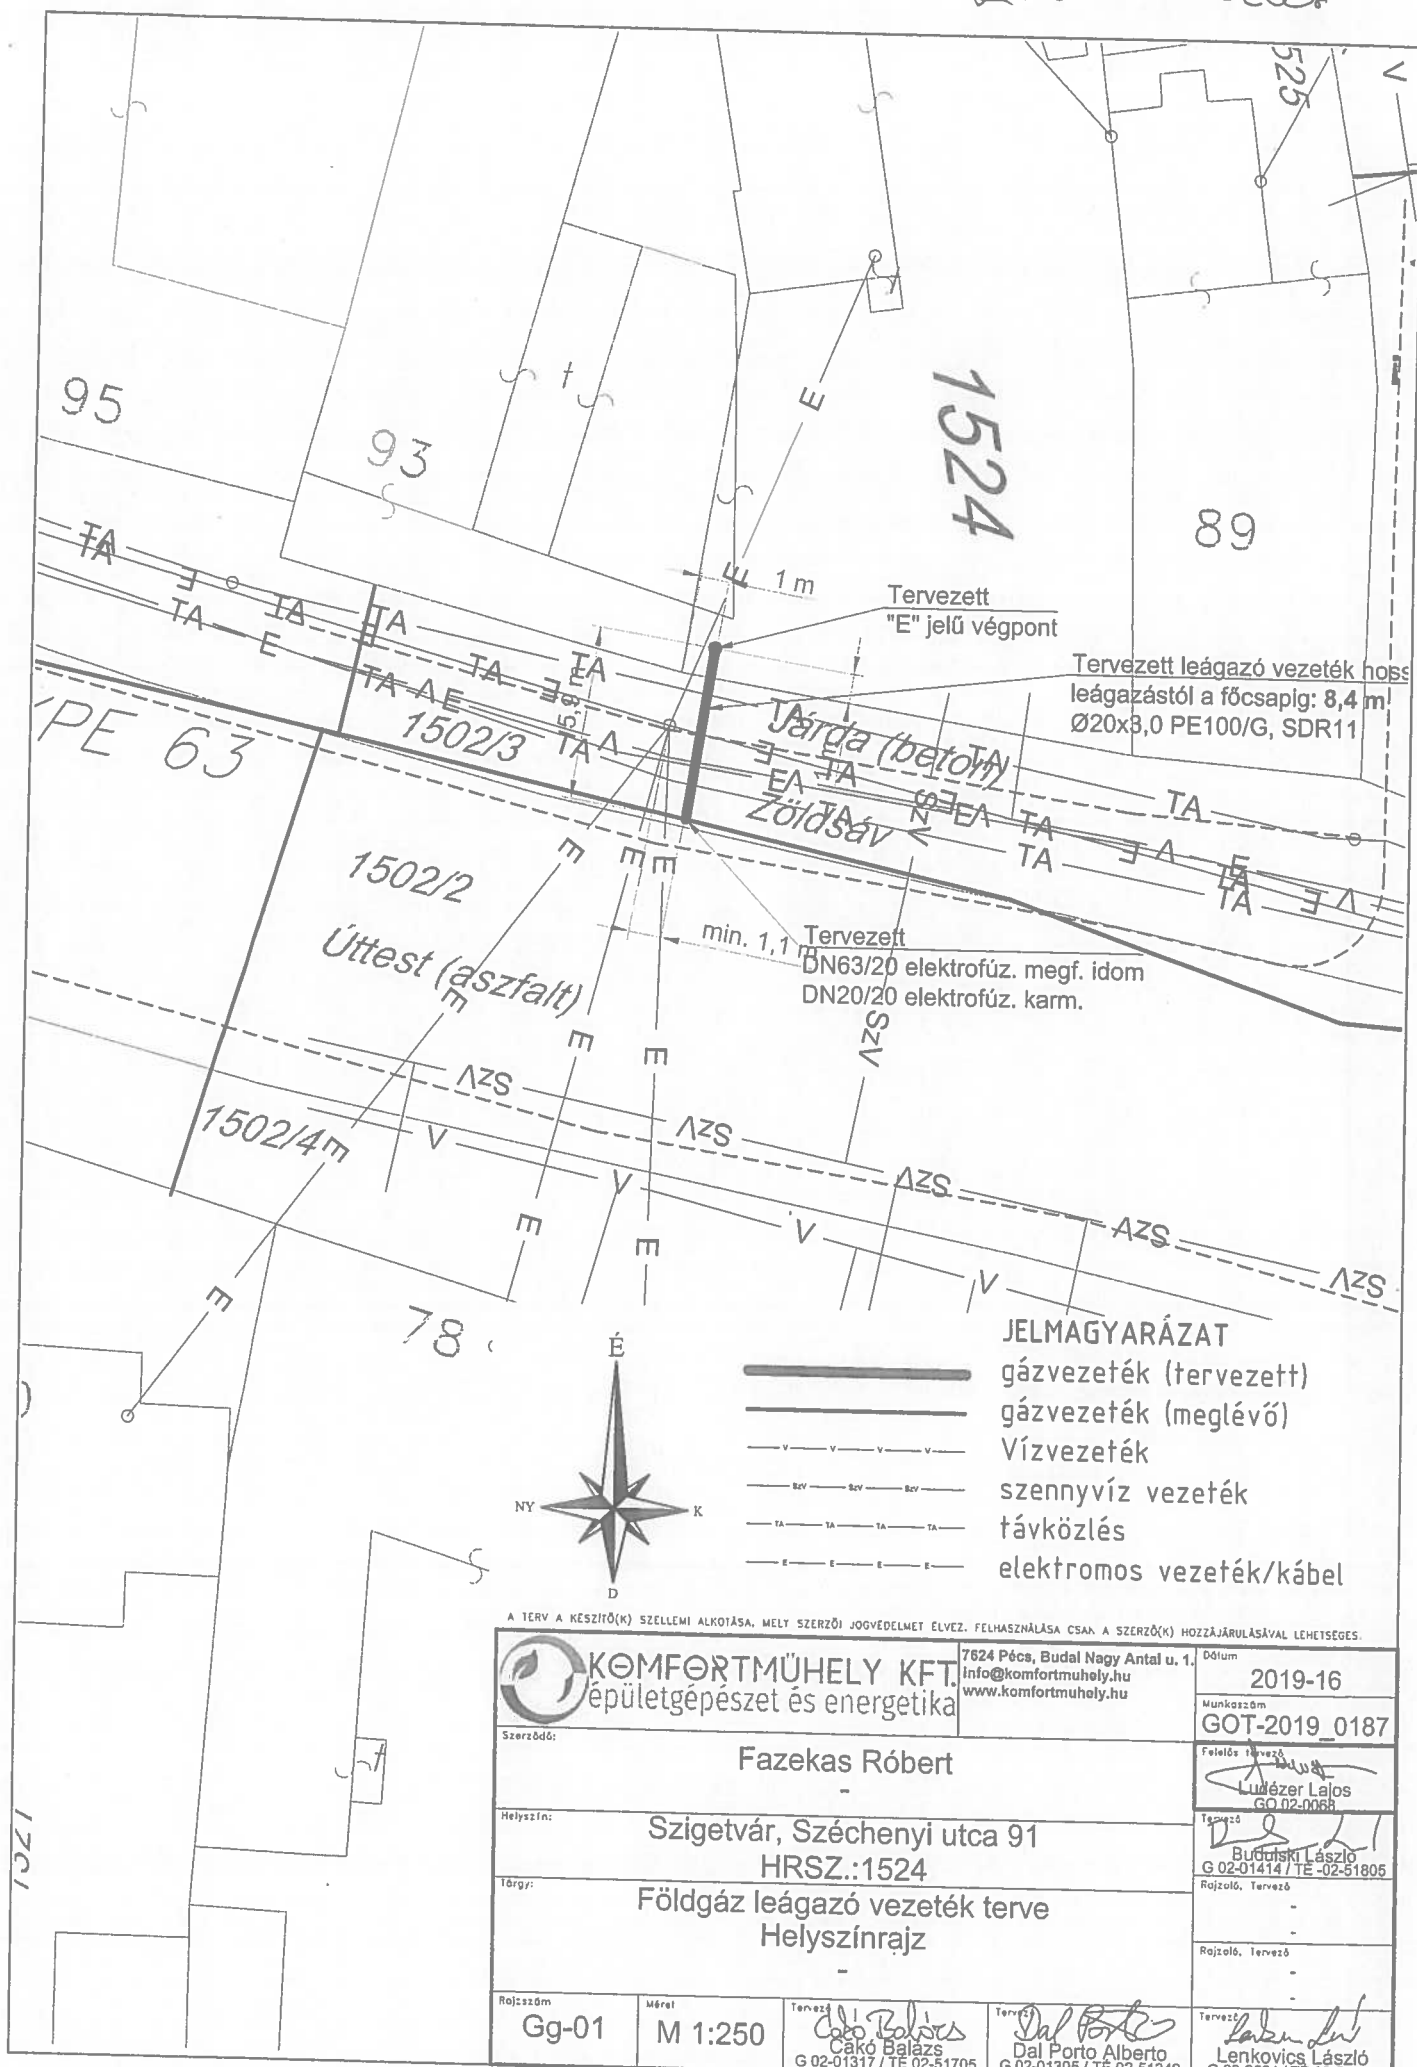 525
V
95
93
1524
89
1 m
Tervezett
"E" jelű végpont
Tervezett leágazó vezeték hoss
leágazástól a főcsapig: 8,4 m
Ø20x3,0 PE100/G, SDR11
PE 63
1502/3
Járda (beton)
Zöldsáv
1502/2
Úttest (aszfalt)
min. 1,1 m
Tervezett
DN63/20 elektrofúz. megf. idom
DN20/20 elektrofúz. karm.
1502/4
78
1521
É
NY
K
D
JELMAGYARÁZAT
gázvezeték (tervezett)
gázvezeték (meglévő)
Vízvezeték
szennyvíz vezeték
távközlés
elektromos vezeték/kábel
A TERV A KÉSZÍTŐ(K) SZELLEMI ALKOTÁSA, MELY SZERZŐI JOGVÉDELMET ÉLVEZ. FELHASZNÁLÁSA CSAK A SZERZŐ(K) HOZZÁJÁRULÁSÁVAL LEHETSÉGES.
KOMFORTMŰHELY KFT.
épületgépészet és energetika
7624 Pécs, Budai Nagy Antal u. 1.
info@komfortmuhely.hu
www.komfortmuhely.hu
Dátum
2019-16
Munkaszám
GOT-2019_0187
Szerződő:
Fazekas Róbert
-
Felelős tervező
Ludézer Lajos
GO 02-0068
Helyszín:
Szigetvár, Széchenyi utca 91
HRSZ.:1524
Tervező
Budulski László
G 02-01414 / TÉ -02-51805
Tárgy:
Földgáz leágazó vezeték terve
Helyszínrajz
-
Rajzoló, Tervező
-
-
Rajzoló, Tervező
-
Rajzszám
Gg-01
Méret
M 1:250
Tervező
Cakó Balázs
G 02-01317 / TÉ 02-51705
Tervező
Dal Porto Alberto
Tervező
Lenkovics László